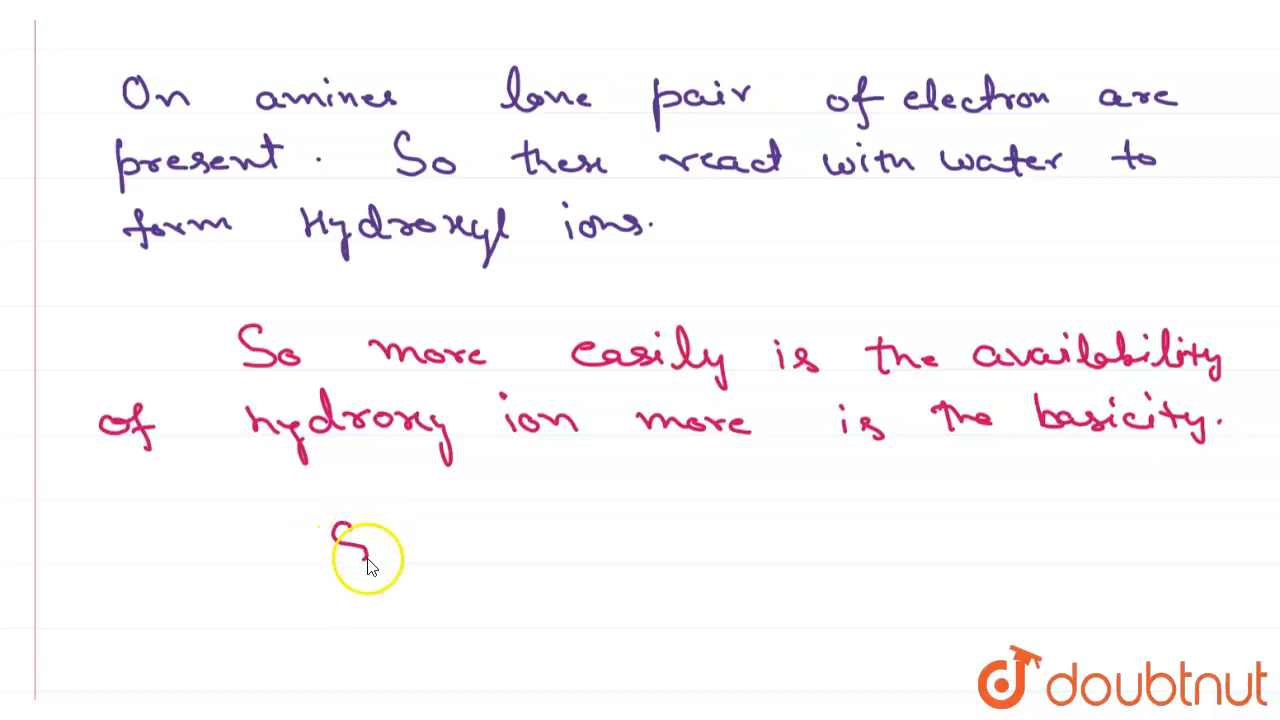 On amines lone pair of electron are
present. So these react with water to
form Hydroxyl ions.
So more easily is the availability
of hydroxy ion more is the basicity.
S
doubtnut